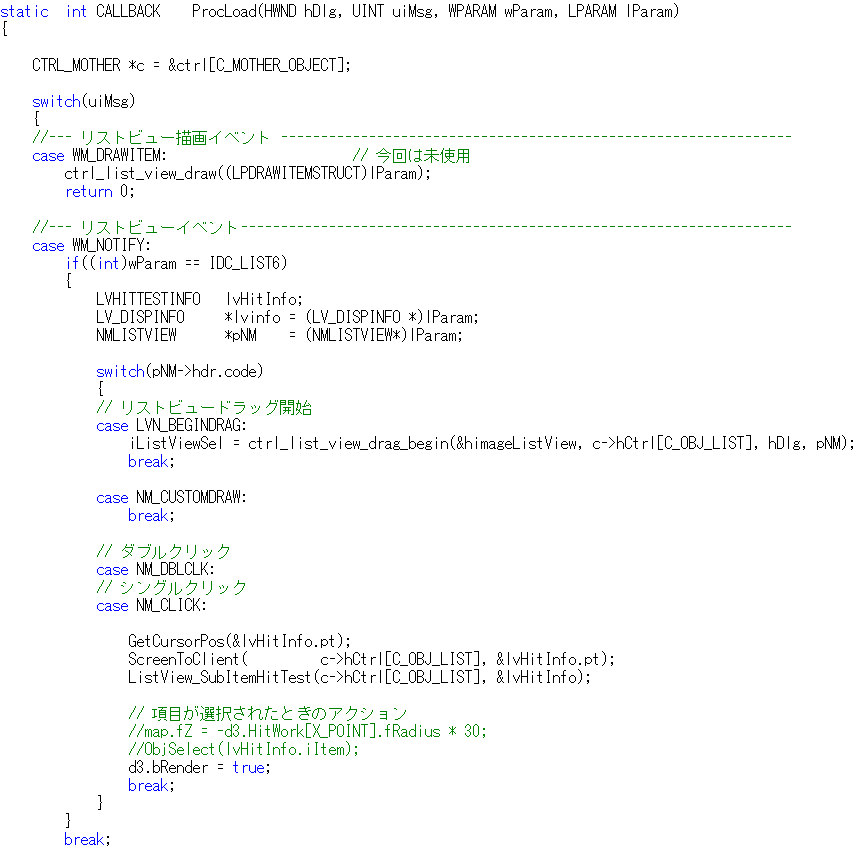 static  int CALLBACK    ProcLoad(HWND hDlg, UINT uiMsg, WPARAM wParam, LPARAM lParam)
{
    CTRL_MOTHER *c = &ctrl[C_MOTHER_OBJECT];
    switch(uiMsg)
    {
    //--- リストビュー描画イベント ----------------------------------------------------------------
    case WM_DRAWITEM:                       // 今回は未使用
        ctrl_list_view_draw((LPDRAWITEMSTRUCT)lParam);
        return 0;
    //--- リストビューイベント---------------------------------------------------------------------
    case WM_NOTIFY:
        if((int)wParam == IDC_LIST6)
        {
            LVHITTESTINFO   lvHitInfo;
            LV_DISPINFO     *lvinfo = (LV_DISPINFO *)lParam;
            NMLISTVIEW      *pNM    = (NMLISTVIEW*)lParam;
            switch(pNM->hdr.code)
            {
            // リストビュードラッグ開始
            case LVN_BEGINDRAG:
                iListViewSel = ctrl_list_view_drag_begin(&himageListView, c->hCtrl[C_OBJ_LIST], hDlg, pNM);
                break;
            case NM_CUSTOMDRAW:
                break;
            // ダブルクリック
            case NM_DBLCLK:
            // シングルクリック
            case NM_CLICK:
                GetCursorPos(&lvHitInfo.pt);
                ScreenToClient(         c->hCtrl[C_OBJ_LIST], &lvHitInfo.pt);
                ListView_SubItemHitTest(c->hCtrl[C_OBJ_LIST], &lvHitInfo);
                // 項目が選択されたときのアクション
                //map.fZ = -d3.HitWork[X_POINT].fRadius * 30;
                //ObjSelect(lvHitInfo.iItem);
                d3.bRender = true;
                break;
            }
        }
        break;